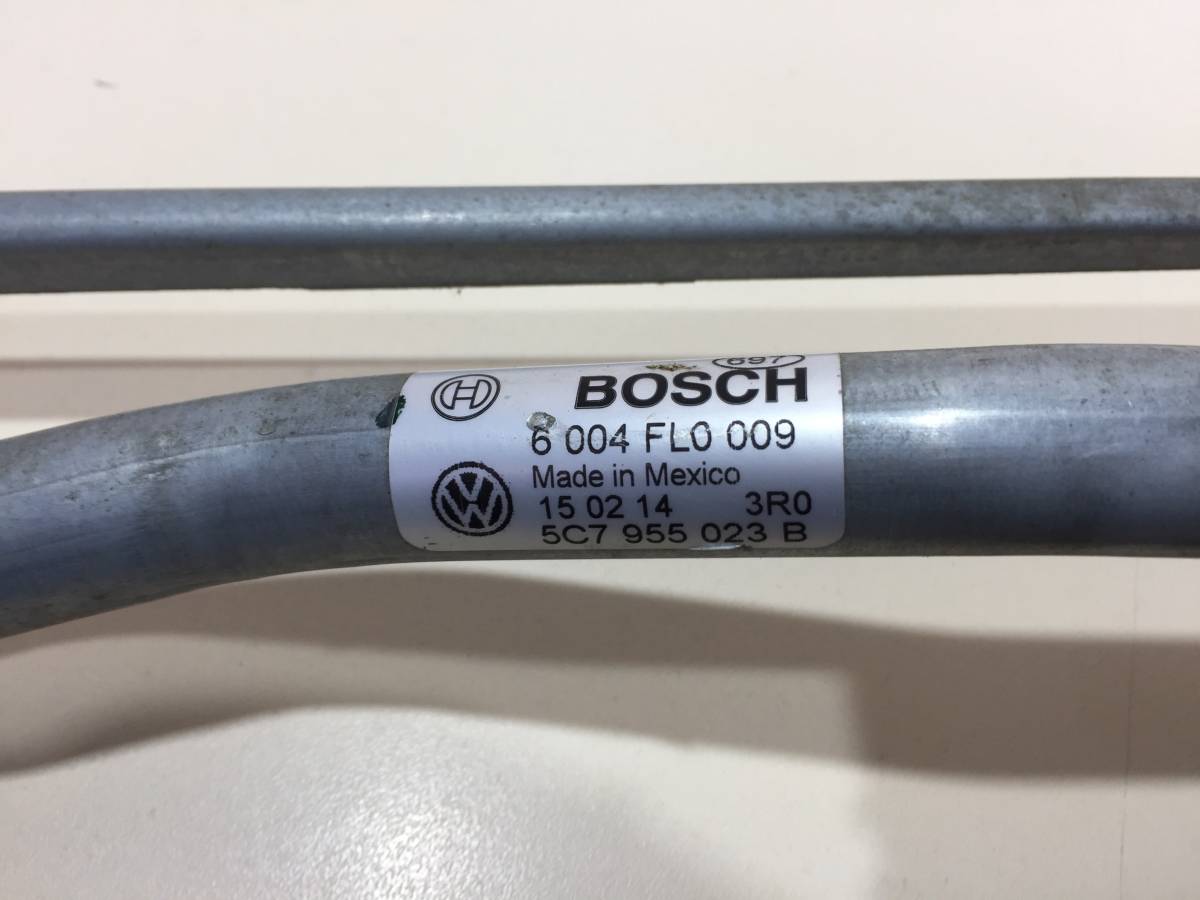 697
BOSCH
6 004 FL0 009
Made in Mexico
15 02 14 3R0
5C7 955 023 B